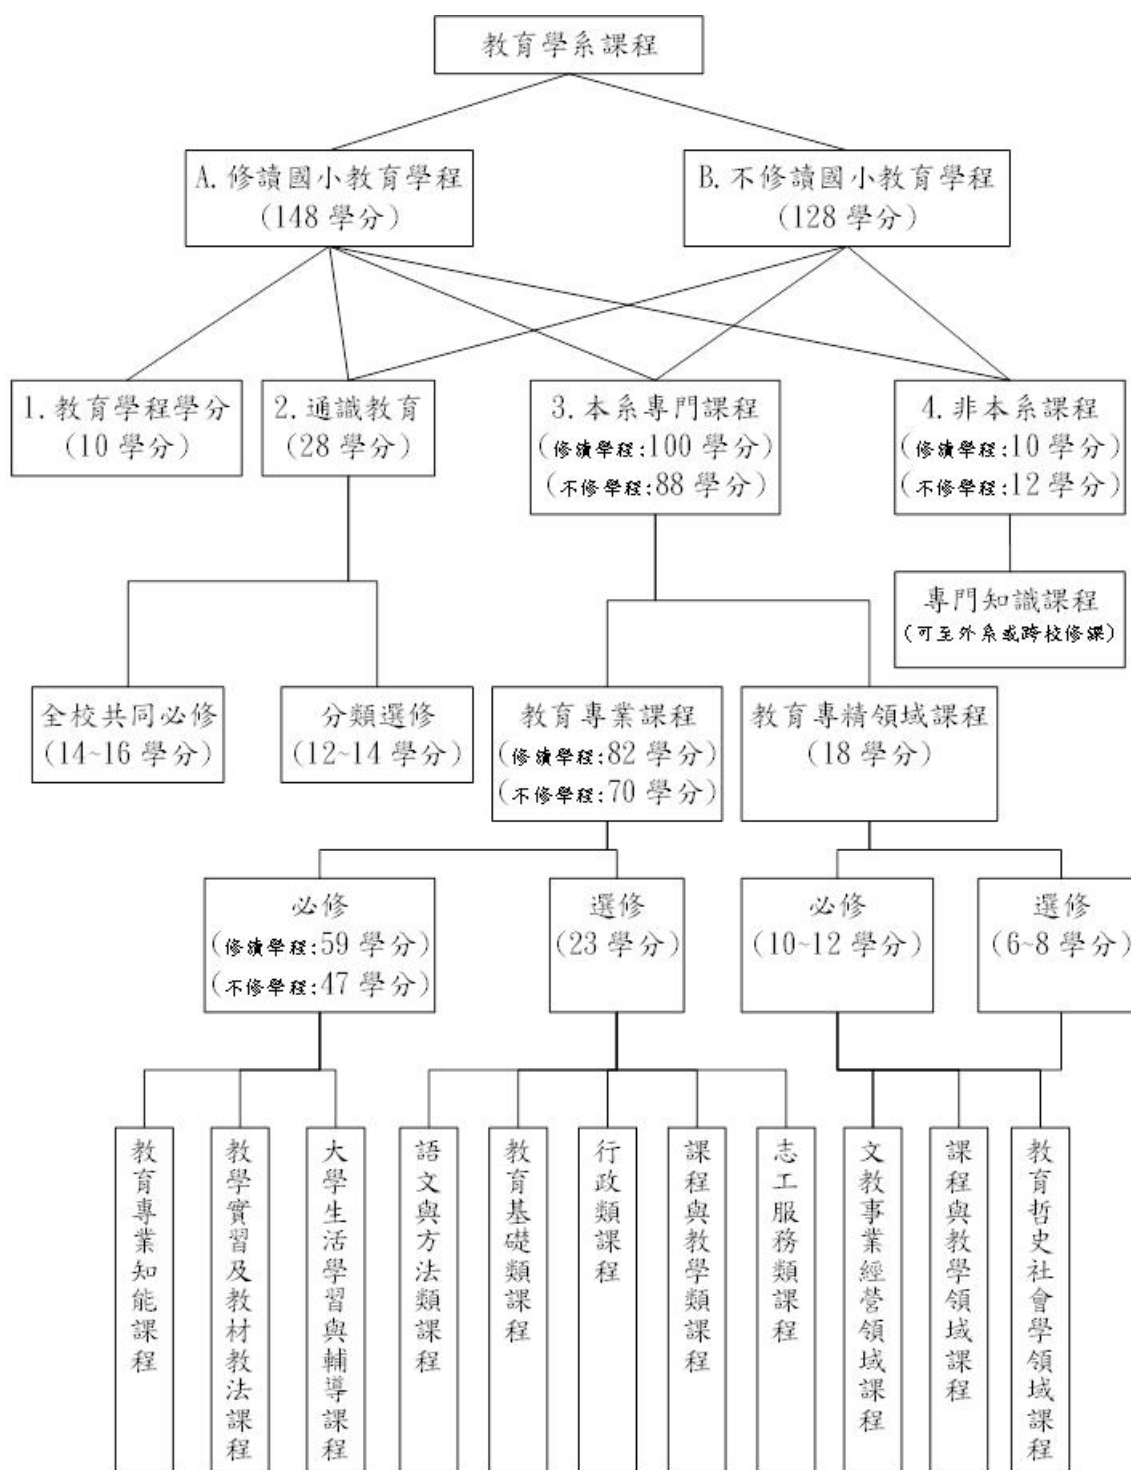 教育學系課程
A.修讀國小教育學程
(148 學分)
B.不修讀國小教育學程
(128 學分)
1.教育學程學分
(10 學分)
2.通識教育
(28 學分)
3.本系專門課程
(修讀學程:100 學分)
(不修學程:88 學分)
4.非本系課程
(修讀學程:10 學分)
(不修學程:12 學分)
專門知識課程
(可至外系或跨校修課)
全校共同必修
(14~16 學分)
分類選修
(12~14 學分)
教育專業課程
(修讀學程:82 學分)
(不修學程:70 學分)
教育專精領域課程
(18 學分)
必修
(修讀學程:59 學分)
(不修學程:47 學分)
選修
(23 學分)
必修
(10~12 學分)
選修
(6~8 學分)
教育專業知能課程
教學實習及教材教法課程
大學生活學習與輔導課程
語文與方法類課程
教育基礎類課程
行政類課程
課程與教學類課程
志工服務類課程
文教事業經營領域課程
課程與教學領域課程
教育哲史社會學領域課程